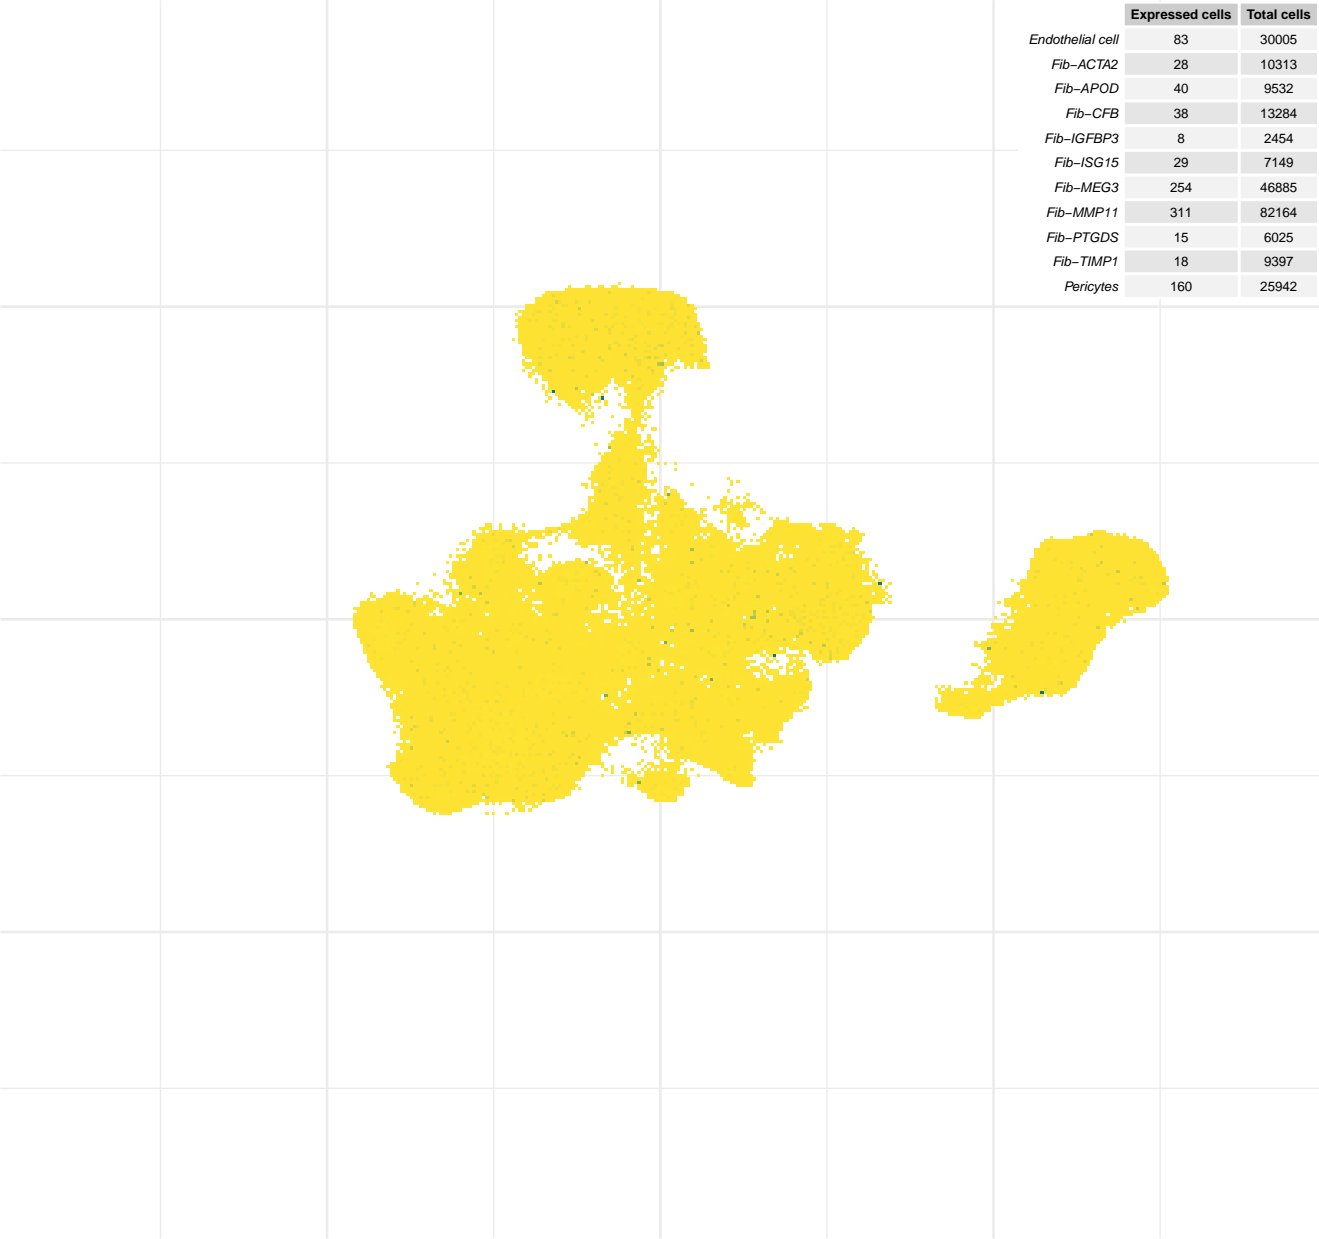 Expressed cells Total cells
Endothelial cell 83 30005
Fib−ACTA2 28 10313
Fib−APOD 40 9532
Fib−CFB 38 13284
Fib−IGFBP3 8 2454
Fib−ISG15 29 7149
Fib−MEG3 254 46885
Fib−MMP11 311 82164
Fib−PTGDS 15 6025
Fib−TIMP1 18 9397
Pericytes 160 25942